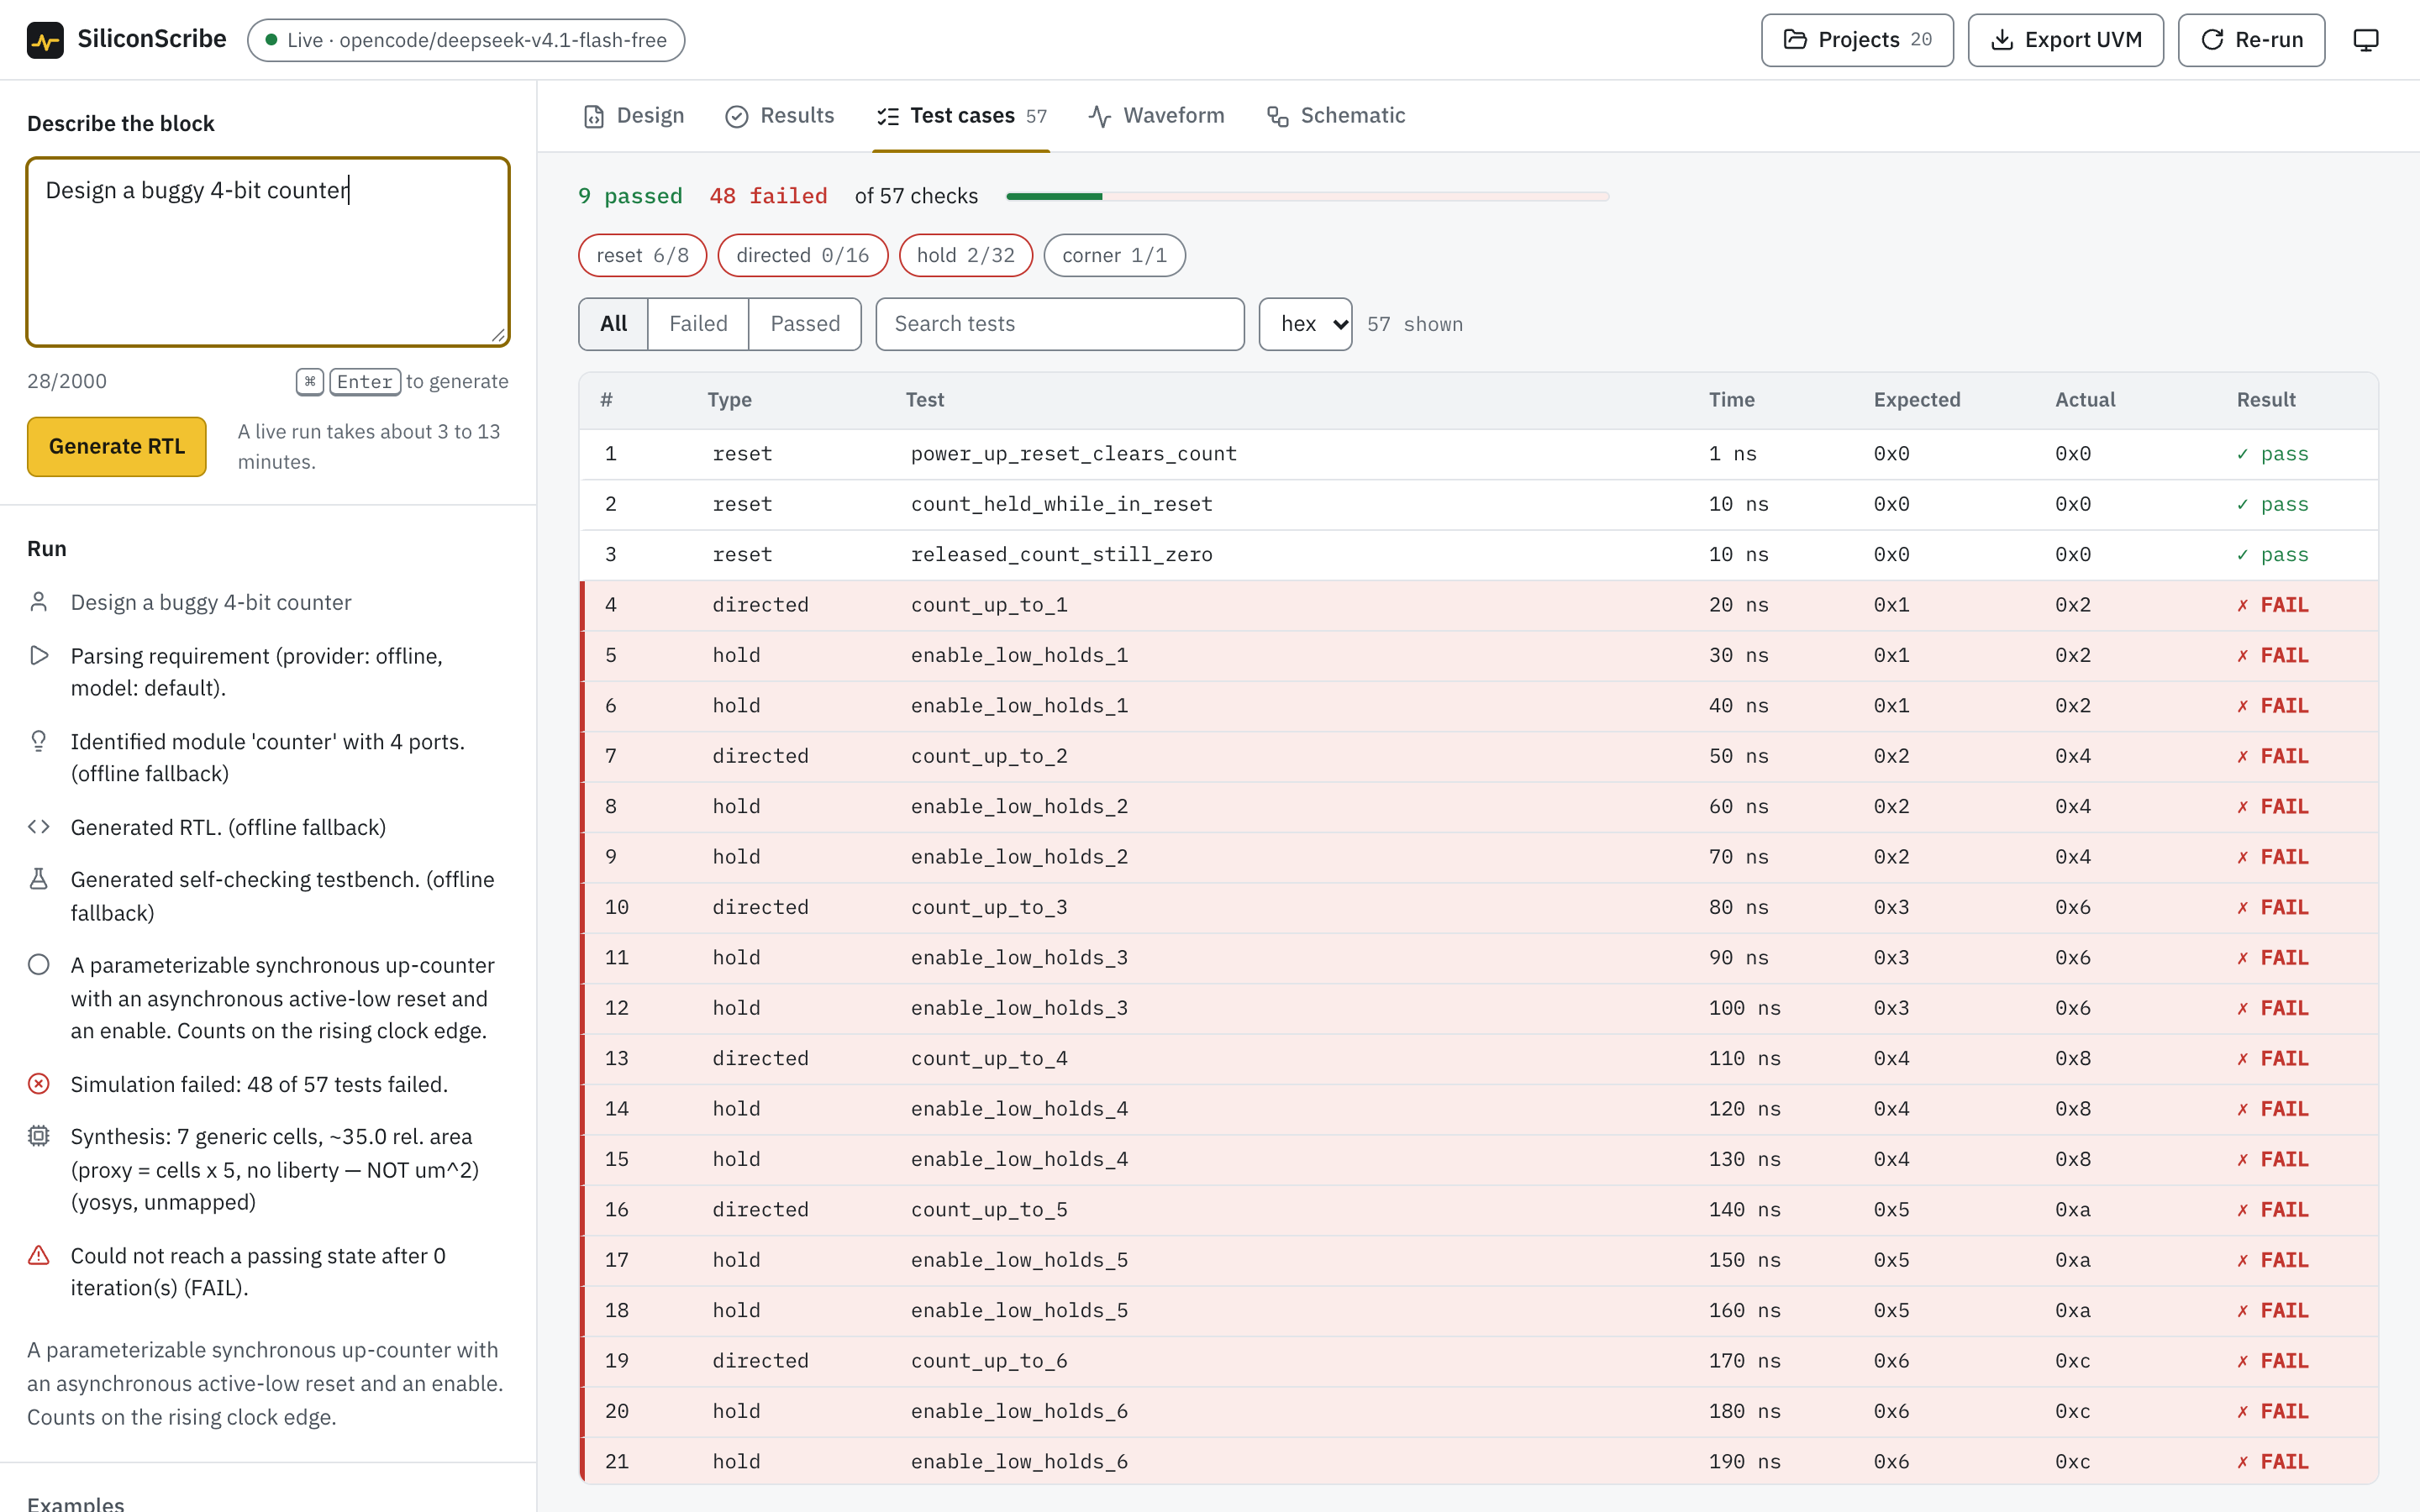 SiliconScribe
Live · opencode/deepseek-v4.1-flash-free
Projects 20
Export UVM
Re-run
Describe the block
Design a buggy 4-bit counter
28/2000
⌘ Enter to generate
Generate RTL
A live run takes about 3 to 13
minutes.
Run
Design a buggy 4-bit counter
Parsing requirement (provider: offline,
model: default).
Identified module 'counter' with 4 ports.
(offline fallback)
Generated RTL. (offline fallback)
Generated self-checking testbench. (offline
fallback)
A parameterizable synchronous up-counter
with an asynchronous active-low reset and
an enable. Counts on the rising clock edge.
Simulation failed: 48 of 57 tests failed.
Synthesis: 7 generic cells, ~35.0 rel. area
(proxy = cells x 5, no liberty — NOT um^2)
(yosys, unmapped)
Could not reach a passing state after 0
iteration(s) (FAIL).
A parameterizable synchronous up-counter with
an asynchronous active-low reset and an enable.
Counts on the rising clock edge.
Examples
Design Results Test cases 57 Waveform Schematic
9 passed 48 failed of 57 checks
reset 6/8 directed 0/16 hold 2/32 corner 1/1
All Failed Passed Search tests hex 57 shown
# Type Test Time Expected Actual Result
1 reset power_up_reset_clears_count 1 ns 0x0 0x0 ✓ pass
2 reset count_held_while_in_reset 10 ns 0x0 0x0 ✓ pass
3 reset released_count_still_zero 10 ns 0x0 0x0 ✓ pass
4 directed count_up_to_1 20 ns 0x1 0x2 ✗ FAIL
5 hold enable_low_holds_1 30 ns 0x1 0x2 ✗ FAIL
6 hold enable_low_holds_1 40 ns 0x1 0x2 ✗ FAIL
7 directed count_up_to_2 50 ns 0x2 0x4 ✗ FAIL
8 hold enable_low_holds_2 60 ns 0x2 0x4 ✗ FAIL
9 hold enable_low_holds_2 70 ns 0x2 0x4 ✗ FAIL
10 directed count_up_to_3 80 ns 0x3 0x6 ✗ FAIL
11 hold enable_low_holds_3 90 ns 0x3 0x6 ✗ FAIL
12 hold enable_low_holds_3 100 ns 0x3 0x6 ✗ FAIL
13 directed count_up_to_4 110 ns 0x4 0x8 ✗ FAIL
14 hold enable_low_holds_4 120 ns 0x4 0x8 ✗ FAIL
15 hold enable_low_holds_4 130 ns 0x4 0x8 ✗ FAIL
16 directed count_up_to_5 140 ns 0x5 0xa ✗ FAIL
17 hold enable_low_holds_5 150 ns 0x5 0xa ✗ FAIL
18 hold enable_low_holds_5 160 ns 0x5 0xa ✗ FAIL
19 directed count_up_to_6 170 ns 0x6 0xc ✗ FAIL
20 hold enable_low_holds_6 180 ns 0x6 0xc ✗ FAIL
21 hold enable_low_holds_6 190 ns 0x6 0xc ✗ FAIL